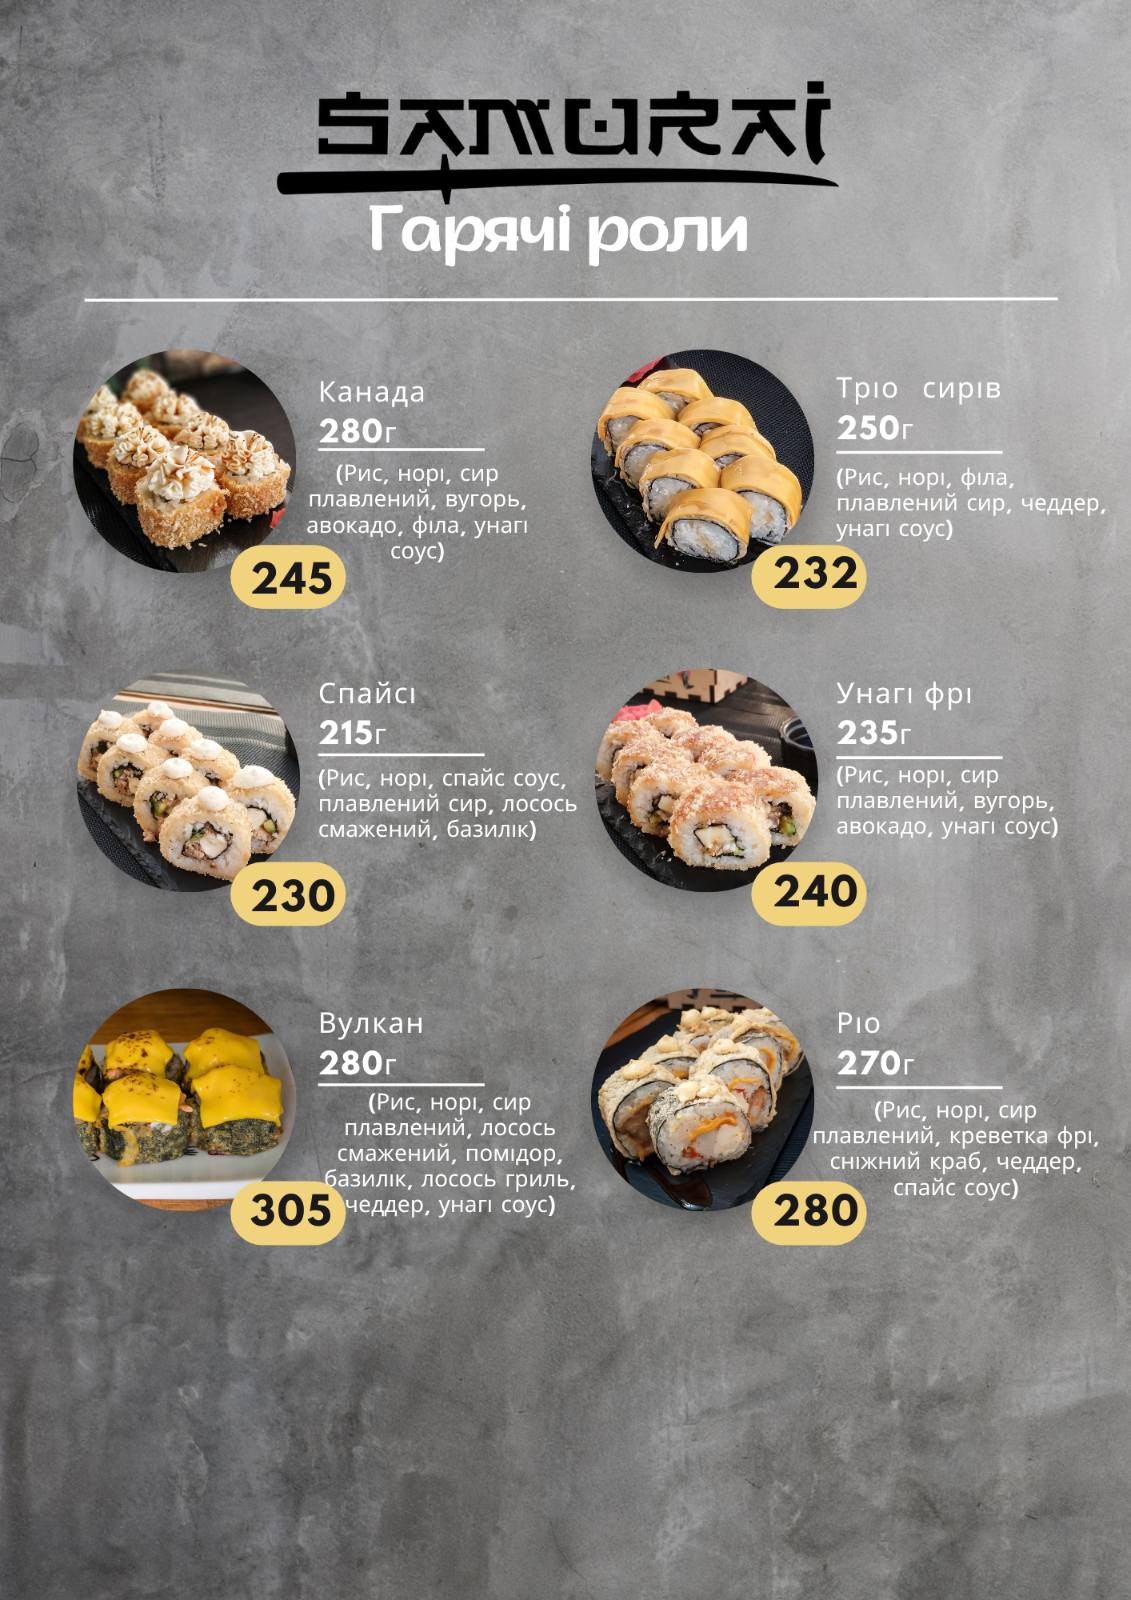 SAMURAI
Гарячі роли
Канада
280г
(Рис, норі, сир
плавлений, вугорь,
авокадо, філа, унагі
соус)
245
Тріо сирів
250г
(Рис, норі, філа,
плавлений сир, чеддер,
унагі соус)
232
Спайсі
215г
(Рис, норі, спайс соус,
плавлений сир, лосось
смажений, базилік)
230
Унагі фрі
235г
(Рис, норі, сир
плавлений, вугорь,
авокадо, унагі соус)
240
Вулкан
280г
(Рис, норі, сир
плавлений, лосось
смажений, помідор,
базилік, лосось гриль,
чеддер, унагі соус)
305
Ріо
270г
(Рис, норі, сир
плавлений, креветка фрі,
сніжний краб, чеддер,
спайс соус)
280